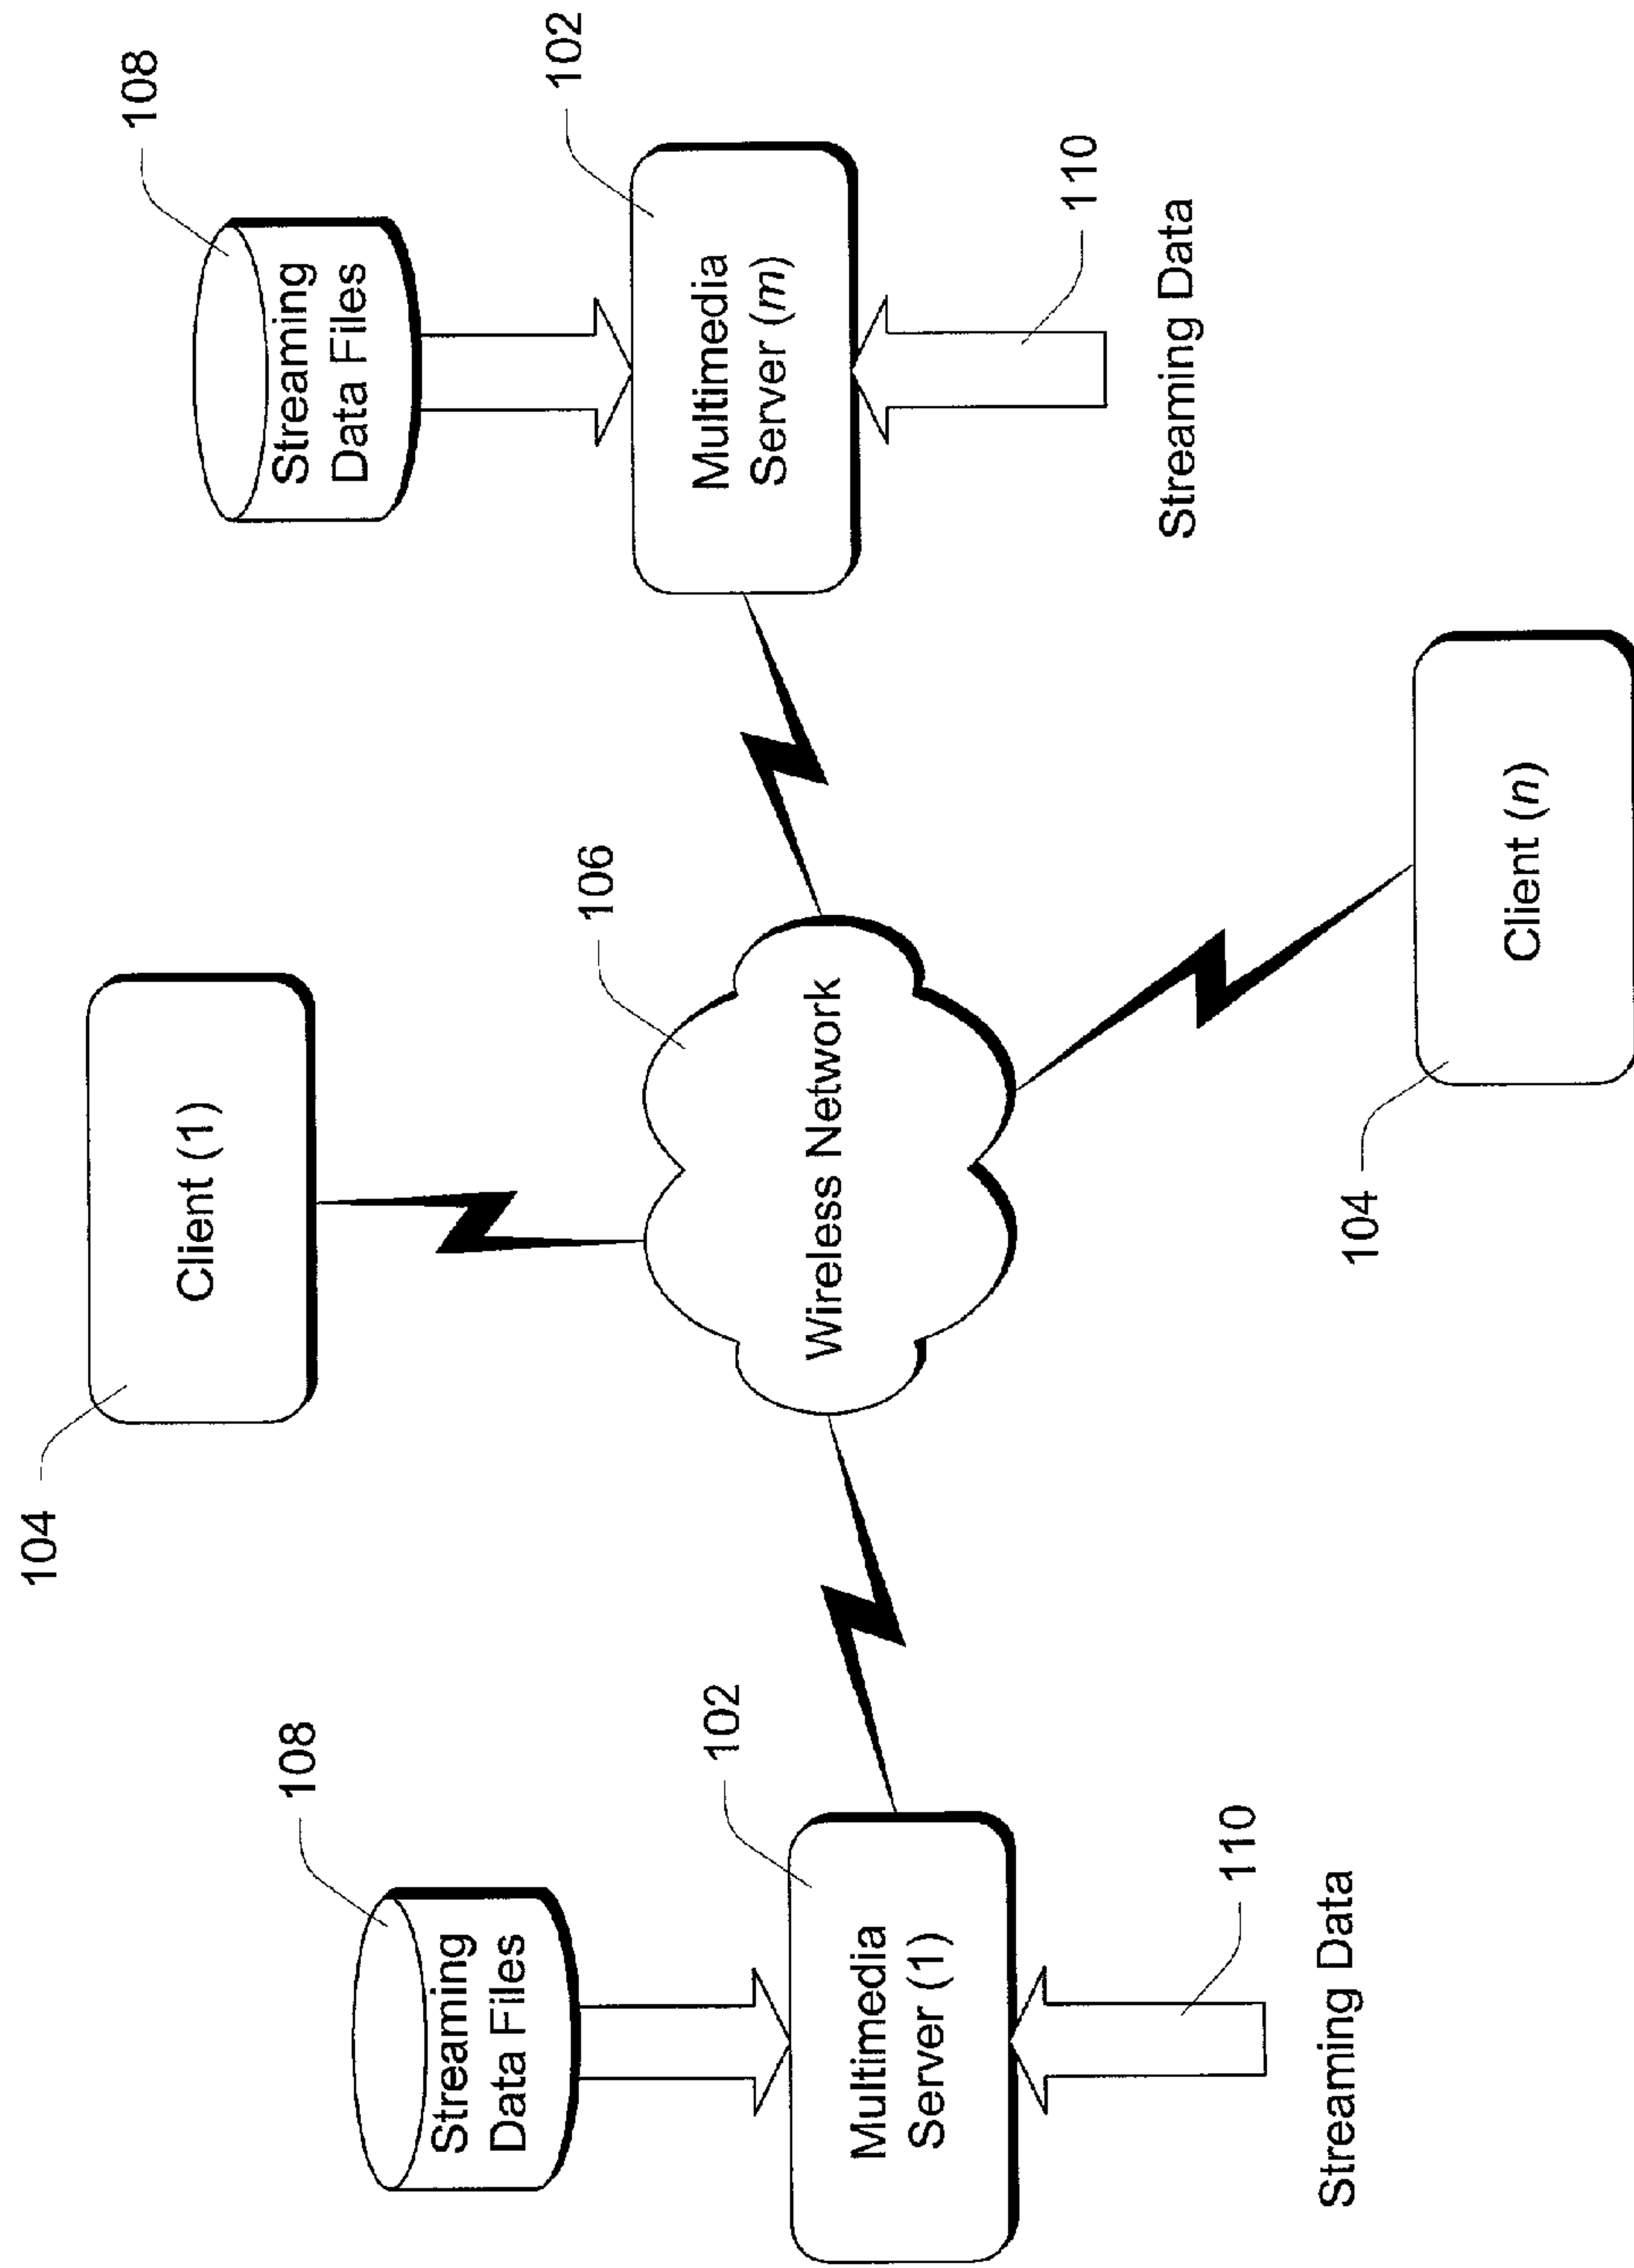 104
Client (1)
108
Streaming
Data Files
108
Streaming
Data Files
102
Multimedia
Server (1)
106
Wireless Network
102
Multimedia
Server (m)
110
Streaming Data
110
Streaming Data
104
Client (n)